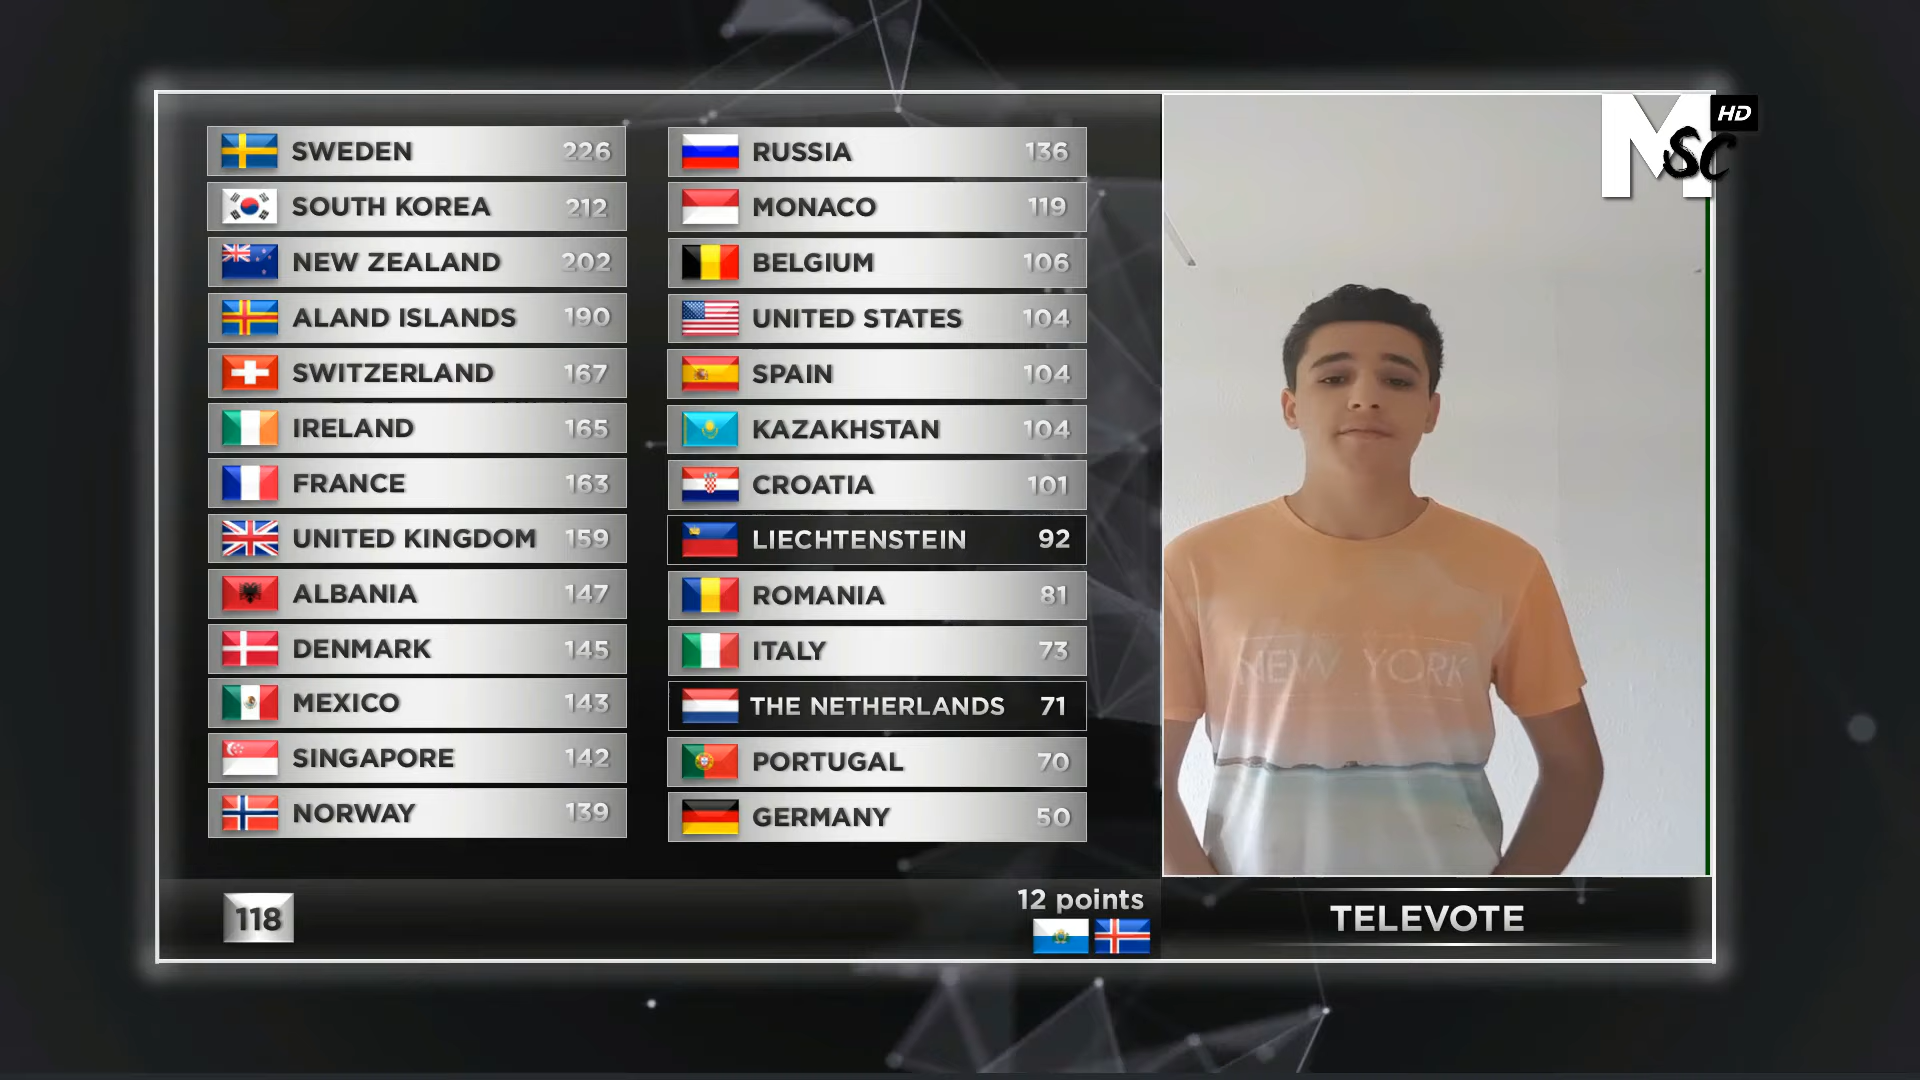 SWEDEN 226
SOUTH KOREA 212
NEW ZEALAND 202
ALAND ISLANDS 190
SWITZERLAND 167
IRELAND 165
FRANCE 163
UNITED KINGDOM 159
ALBANIA 147
DENMARK 145
MEXICO 143
SINGAPORE 142
NORWAY 139
RUSSIA 136
MONACO 119
BELGIUM 106
UNITED STATES 104
SPAIN 104
KAZAKHSTAN 104
CROATIA 101
LIECHTENSTEIN 92
ROMANIA 81
ITALY 73
THE NETHERLANDS 71
PORTUGAL 70
GERMANY 50
118
12 points
MSC HD
NEW YORK
TELEVOTE